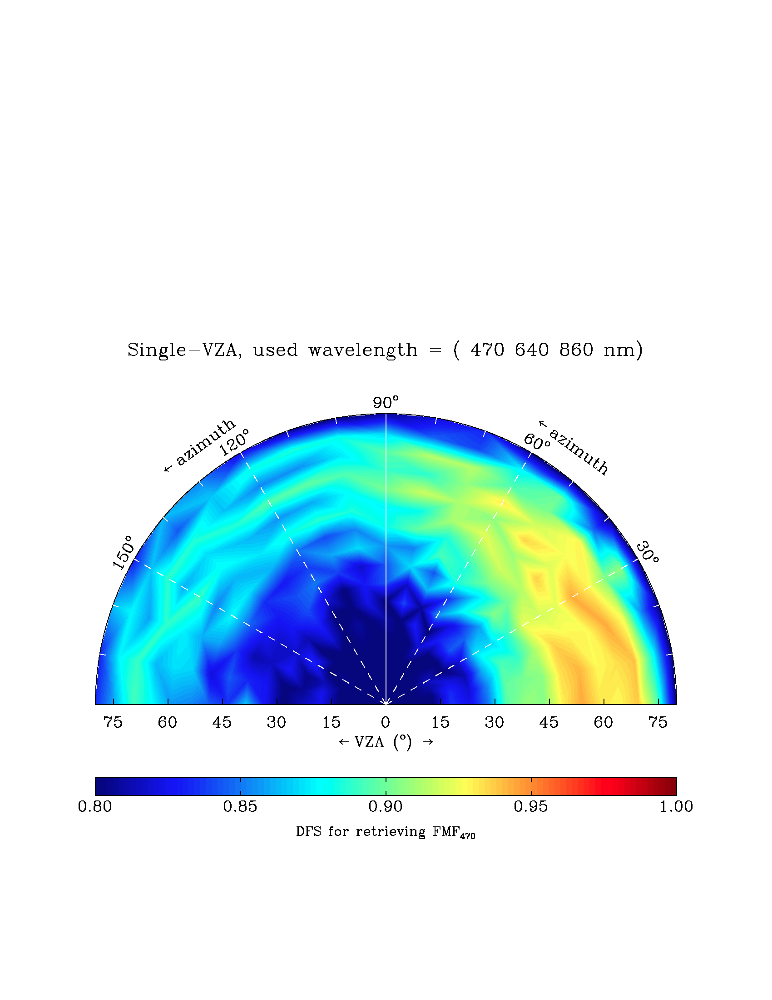 Single−VZA, used wavelength = ( 470 640 860 nm)
90°
← azimuth
120°
60°
← azimuth
150°
30°
75 60 45 30 15 0 15 30 45 60 75
← VZA (°) →
0.80 0.85 0.90 0.95 1.00
DFS for retrieving FMF470